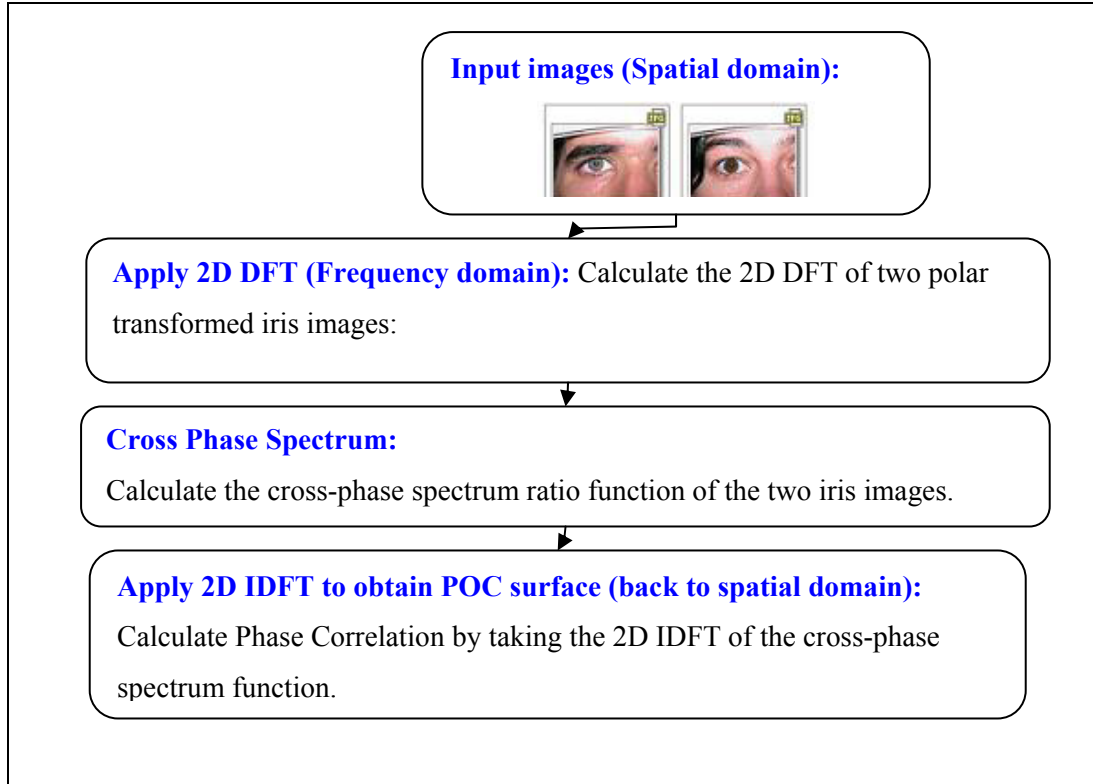 Input images (Spatial domain):
Apply 2D DFT (Frequency domain): Calculate the 2D DFT of two polar
transformed iris images:
Cross Phase Spectrum:
Calculate the cross-phase spectrum ratio function of the two iris images.
Apply 2D IDFT to obtain POC surface (back to spatial domain):
Calculate Phase Correlation by taking the 2D IDFT of the cross-phase
spectrum function.